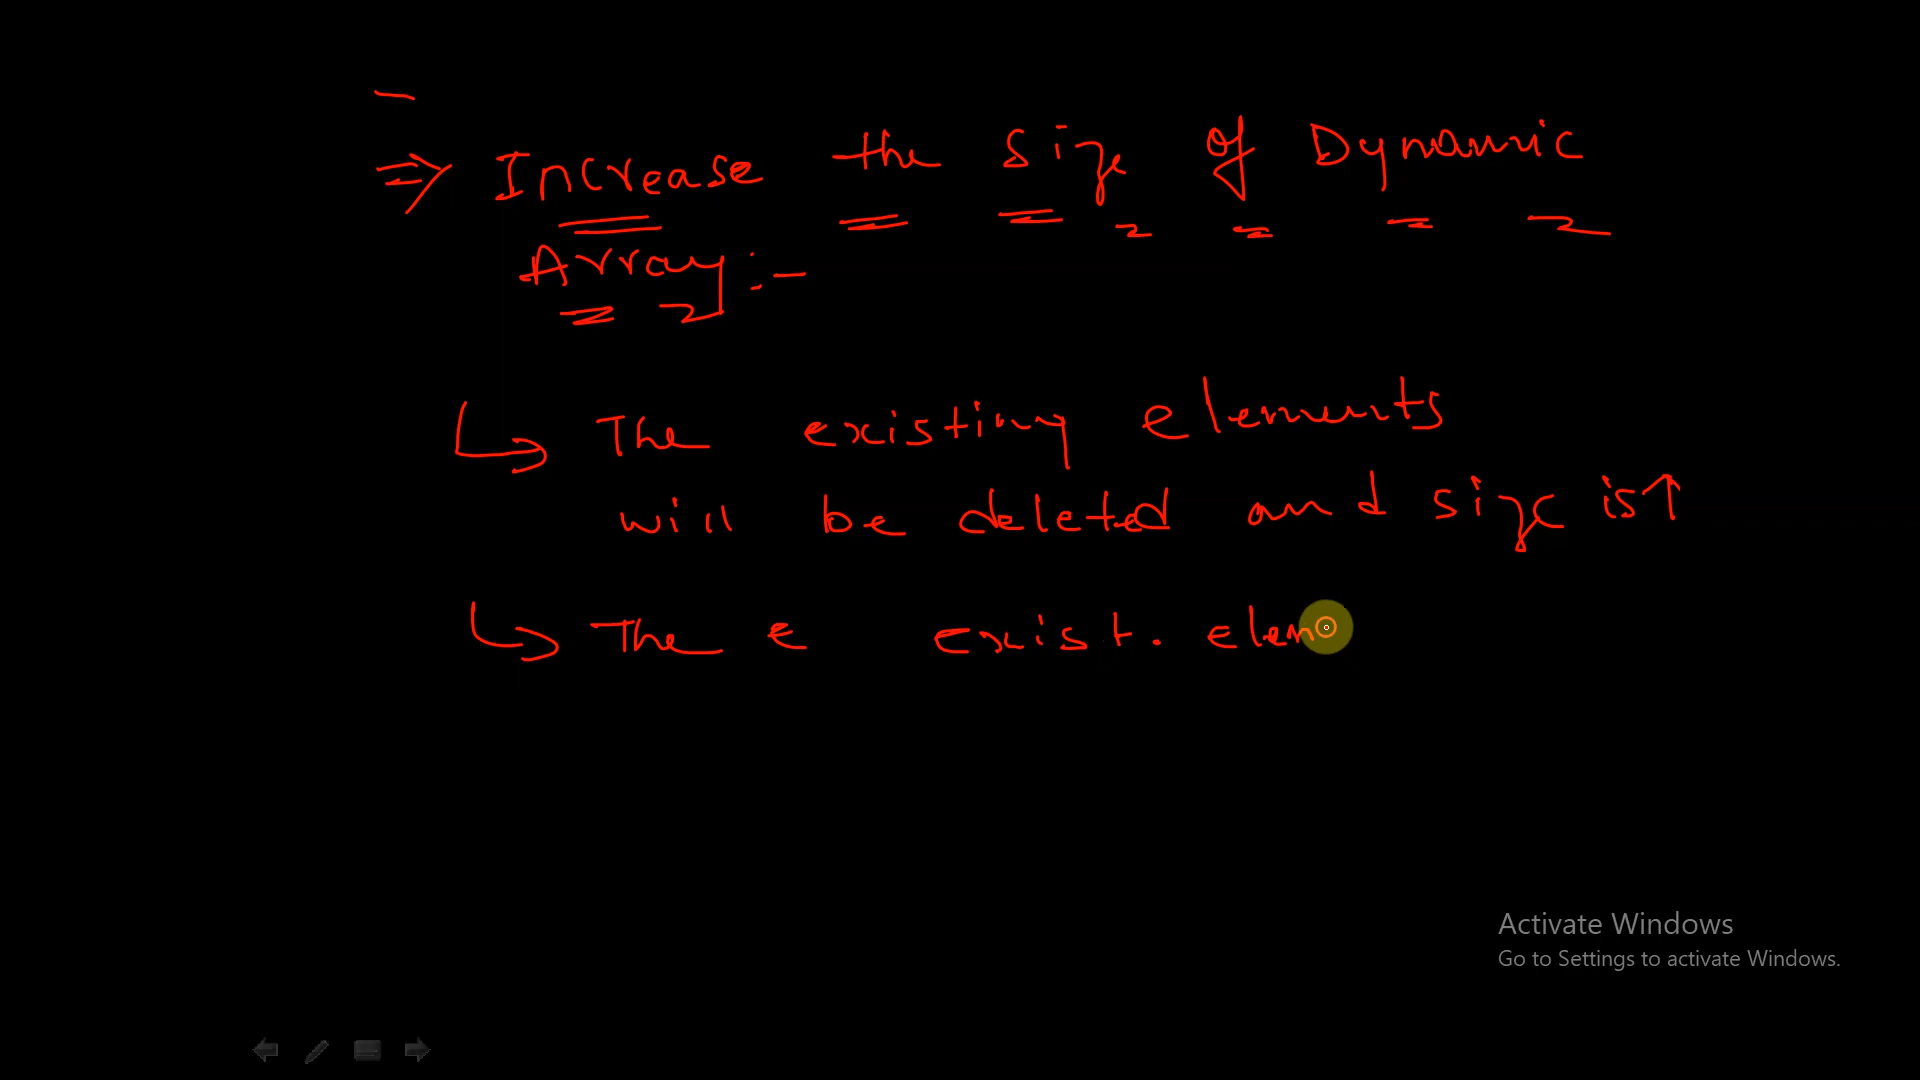 ⇒ Increase the Size of Dynamic
Array :-
↳ The existing elements
will be deleted and size is ↑
↳ The e exist. elem
Activate Windows
Go to Settings to activate Windows.